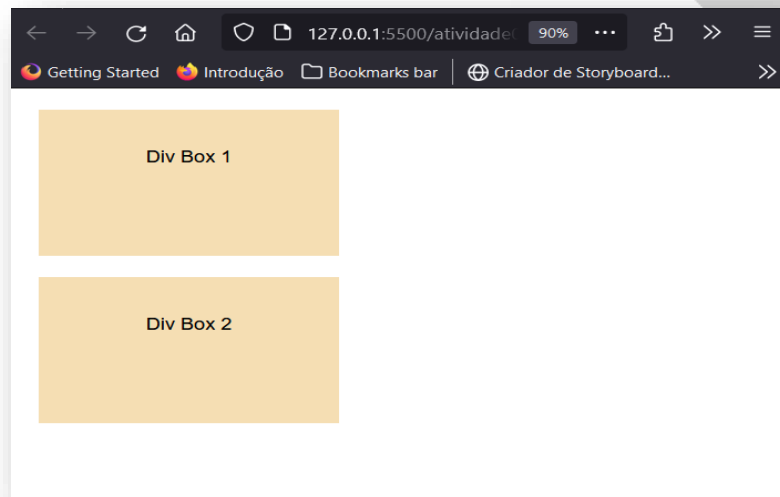 127.0.0.1:5500/atividade 90%
Getting Started Introdução Bookmarks bar Criador de Storyboard...
Div Box 1
Div Box 2